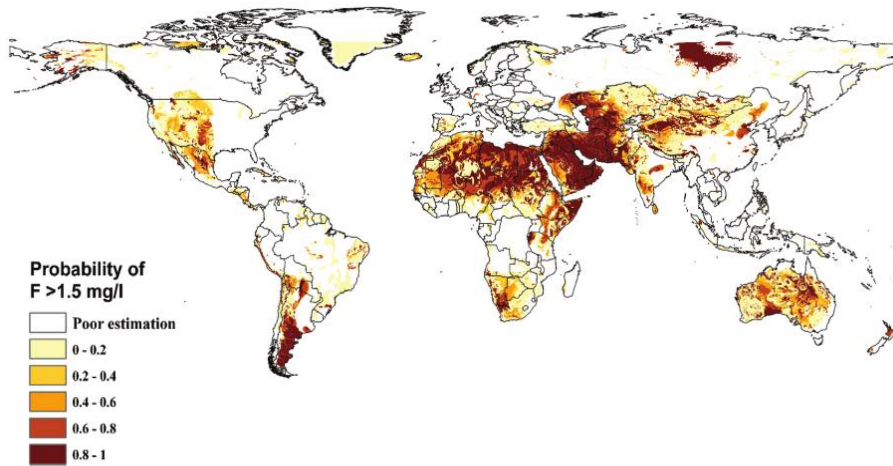 Probability of
F >1.5 mg/l
Poor estimation
0 - 0.2
0.2 - 0.4
0.4 - 0.6
0.6 - 0.8
0.8 - 1